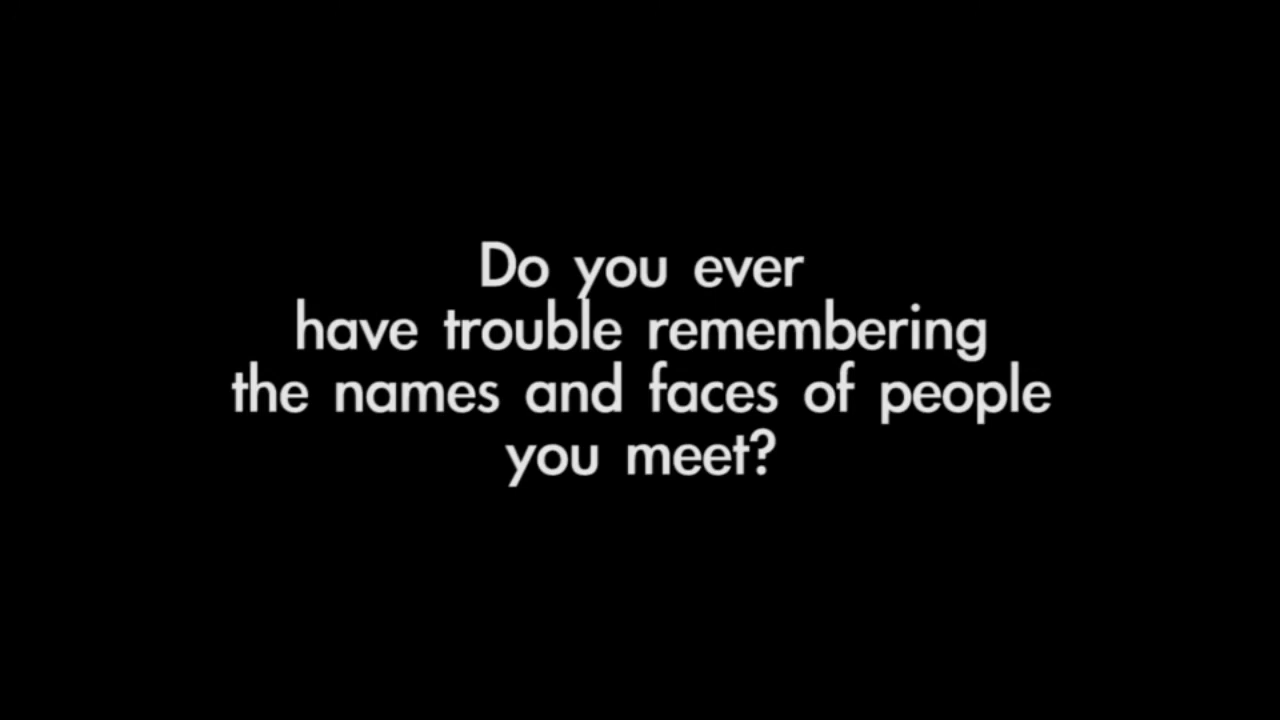 Do you ever
have trouble remembering
the names and faces of people
you meet?